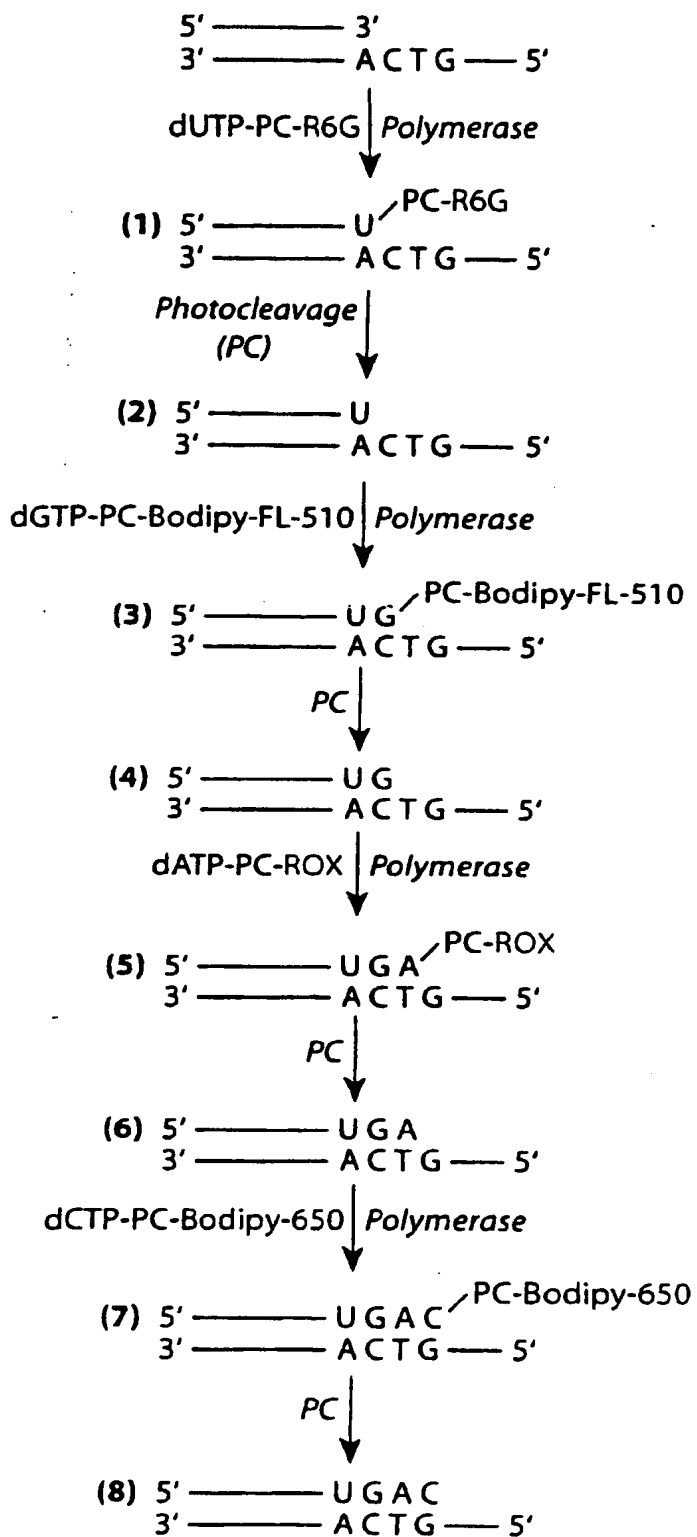 5' 3'
3' A C T G 5'
dUTP-PC-R6G Polymerase
PC-R6G
(1) 5' U
3' A C T G 5'
Photocleavage
(PC)
(2) 5' U
3' A C T G 5'
dGTP-PC-Bodipy-FL-510 Polymerase
PC-Bodipy-FL-510
(3) 5' U G
3' A C T G 5'
PC
(4) 5' U G
3' A C T G 5'
dATP-PC-ROX Polymerase
PC-ROX
(5) 5' U G A
3' A C T G 5'
PC
(6) 5' U G A
3' A C T G 5'
dCTP-PC-Bodipy-650 Polymerase
PC-Bodipy-650
(7) 5' U G A C
3' A C T G 5'
PC
(8) 5' U G A C
3' A C T G 5'